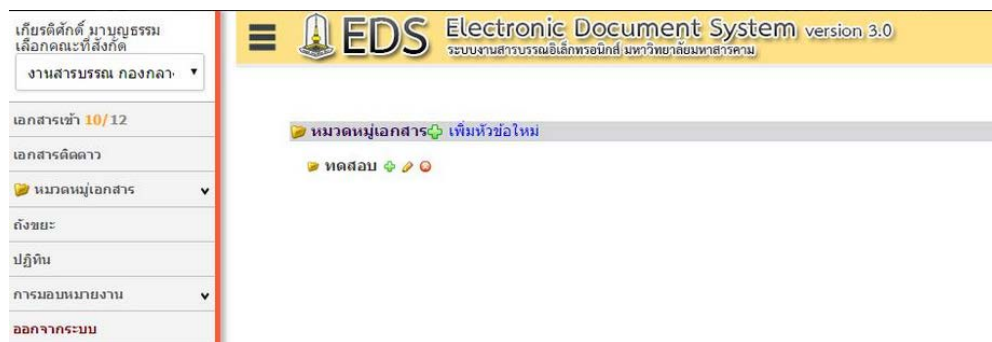 เกียรติศักดิ์ มาบุญธรรม
เลือกคณะที่สังกัด
งานสารบรรณ กองกลา
เอกสารเข้า 10/12
เอกสารติดดาว
หมวดหมู่เอกสาร
ถังขยะ
ปฏิทิน
การมอบหมายงาน
ออกจากระบบ
EDS Electronic Document System version 3.0
ระบบงานสารบรรณอิเล็กทรอนิกส์ มหาวิทยาลัยมหาสารคาม
หมวดหมู่เอกสาร เพิ่มหัวข้อใหม่
ทดสอบ